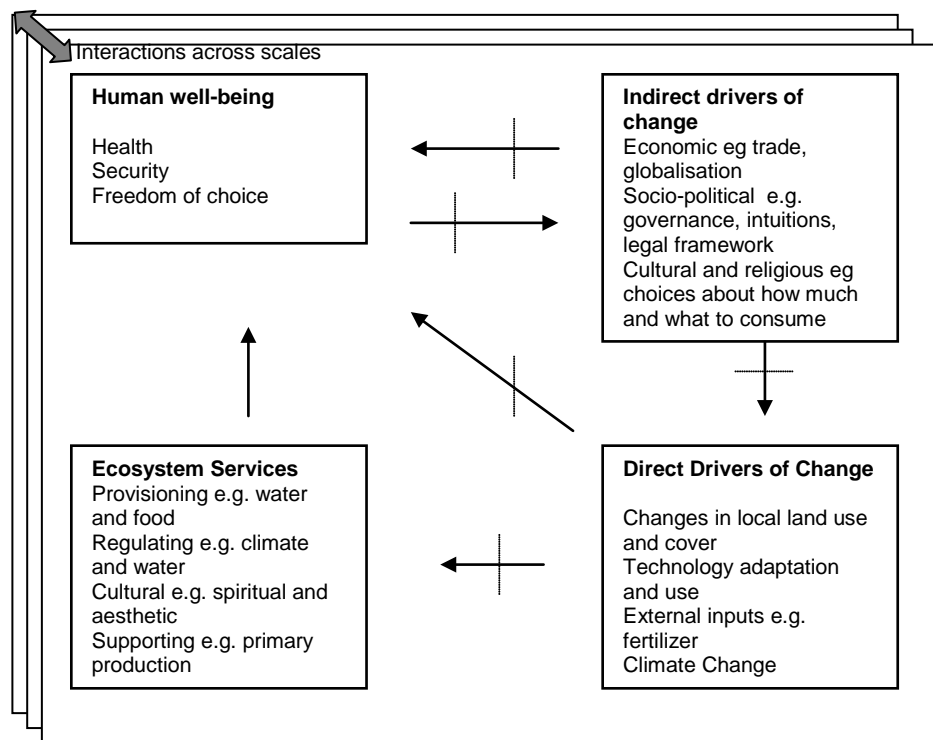 Interactions across scales
Human well-being
Health
Security
Freedom of choice
Indirect drivers of
change
Economic eg trade,
globalisation
Socio-political  e.g.
governance, intuitions,
legal framework
Cultural and religious eg
choices about how much
and what to consume
Ecosystem Services
Provisioning e.g. water
and food
Regulating e.g. climate
and water
Cultural e.g. spiritual and
aesthetic
Supporting e.g. primary
production
Direct Drivers of Change
Changes in local land use
and cover
Technology adaptation
and use
External inputs e.g.
fertilizer
Climate Change